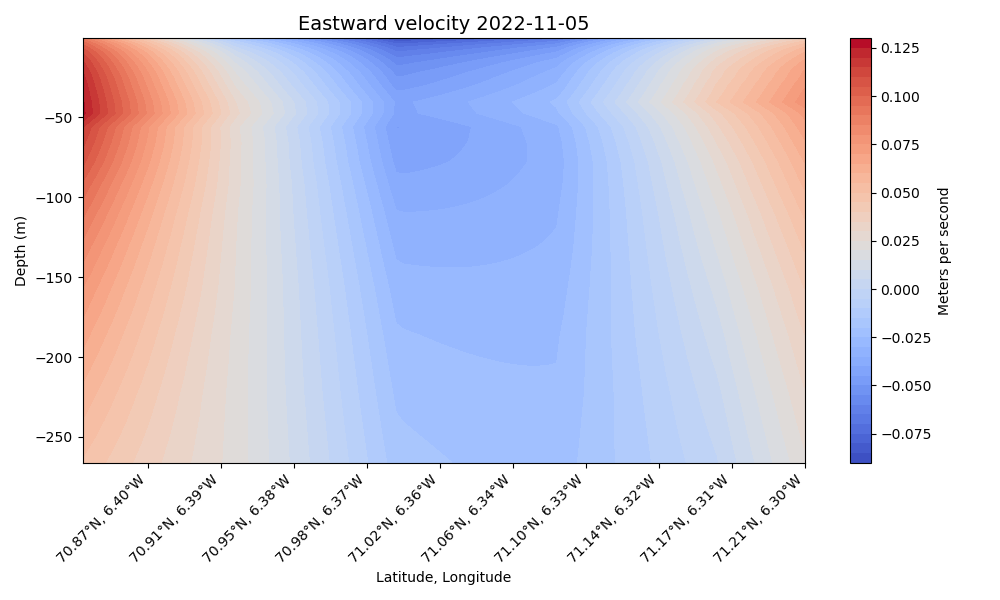 Eastward velocity 2022-11-05
Depth (m)
−50
−100
−150
−200
−250
70.87°N, 6.40°W
70.91°N, 6.39°W
70.95°N, 6.38°W
70.98°N, 6.37°W
71.02°N, 6.36°W
71.06°N, 6.34°W
71.10°N, 6.33°W
71.14°N, 6.32°W
71.17°N, 6.31°W
71.21°N, 6.30°W
Latitude, Longitude
0.125
0.100
0.075
0.050
0.025
0.000
−0.025
−0.050
−0.075
Meters per second